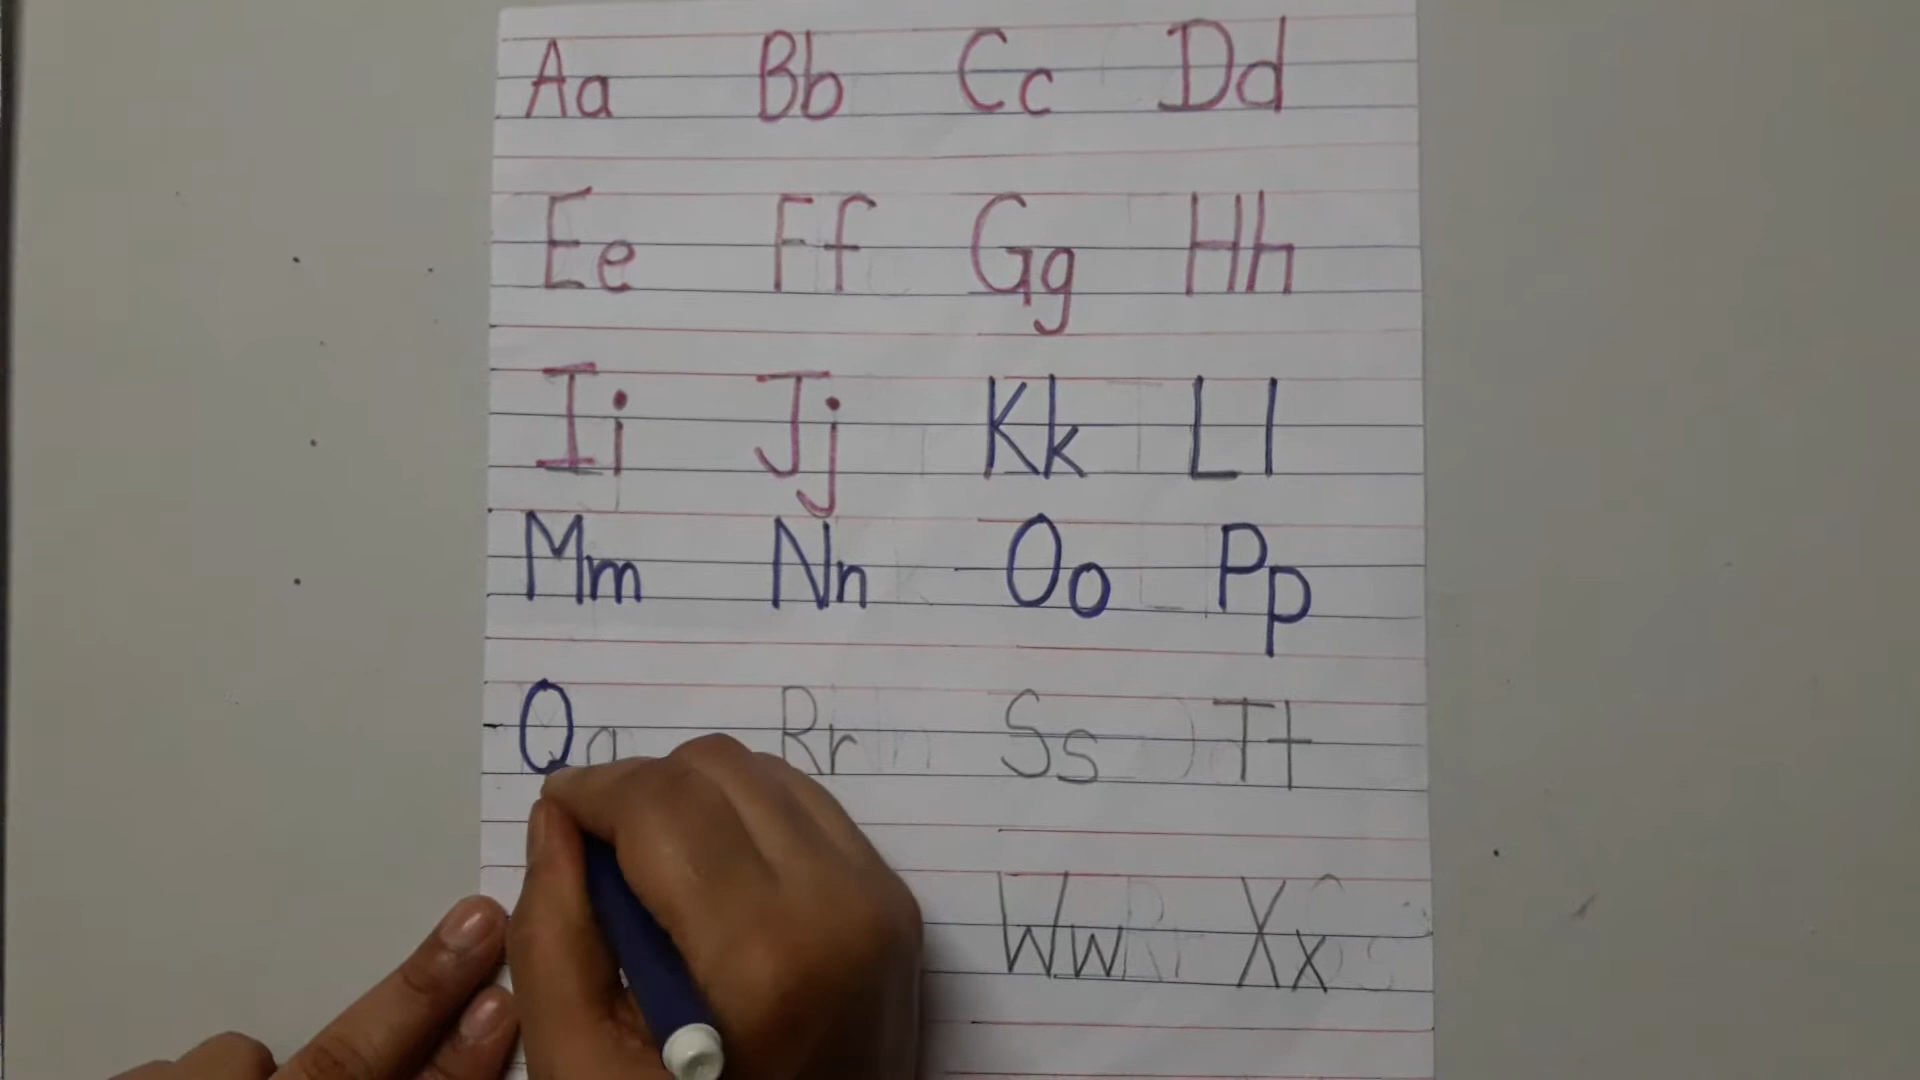 Aa Bb Cc Dd
Ee Ff Gg Hh
Ii Jj Kk Ll
Mm Nn Oo Pp
Qq Rr Ss Tt
Ww Xx